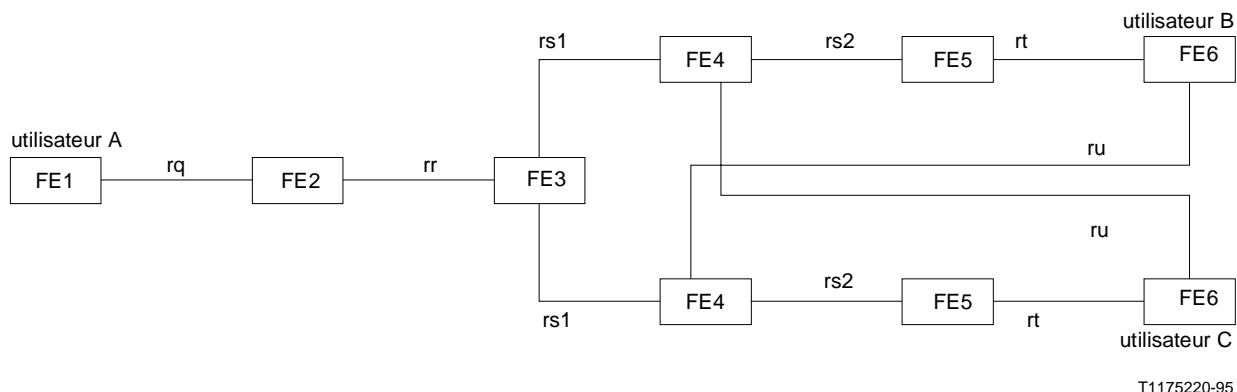 utilisateur B
rs1 rs2 rt
FE4 FE5 FE6
utilisateur A
rq rr ru
FE1 FE2 FE3
ru
rs2
FE4 FE5 FE6
rs1 rt
utilisateur C
T1175220-95